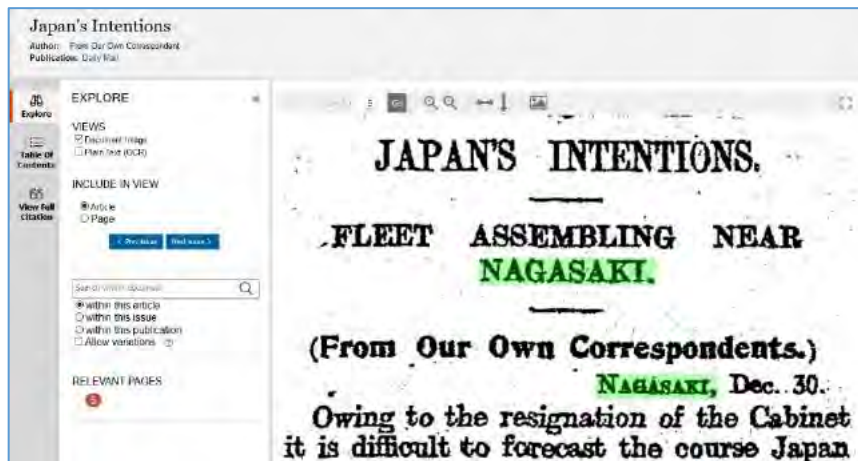 Japan's Intentions
Author: From Our Own Correspondent
Publication: Daily Mail
Explore
Table Of
Contents
View Full
Citation
EXPLORE
VIEWS
Document Image
Plain Text (OCR)
INCLUDE IN VIEW
Article
Page
within this article
within this issue
within this publication
Allow variations
RELEVANT PAGES
5
Go
JAPAN'S INTENTIONS.
FLEET ASSEMBLING NEAR
NAGASAKI.
(From Our Own Correspondents.)
NAGASAKI, Dec. 30.
Owing to the resignation of the Cabinet
it is difficult to forecast the course Japan